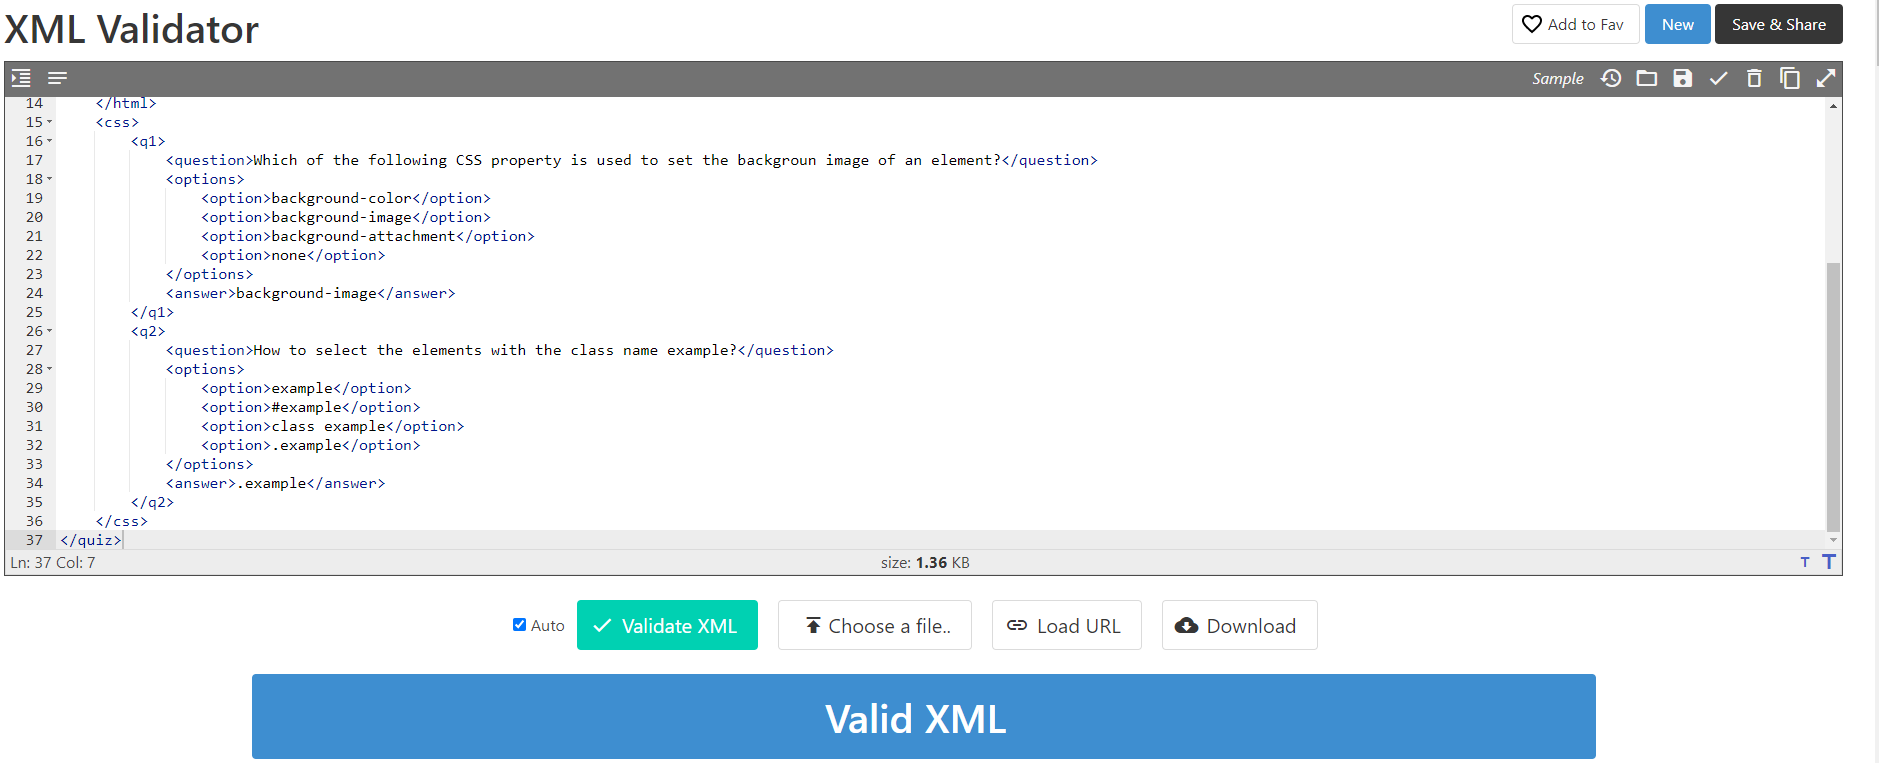 XML Validator
Add to Fav New Save & Share
Sample
14 </html>
15 <css>
16 <q1>
17 <question>Which of the following CSS property is used to set the backgroun image of an element?</question>
18 <options>
19 <option>background-color</option>
20 <option>background-image</option>
21 <option>background-attachment</option>
22 <option>none</option>
23 </options>
24 <answer>background-image</answer>
25 </q1>
26 <q2>
27 <question>How to select the elements with the class name example?</question>
28 <options>
29 <option>example</option>
30 <option>#example</option>
31 <option>class example</option>
32 <option>.example</option>
33 </options>
34 <answer>.example</answer>
35 </q2>
36 </css>
37 </quiz>
Ln: 37 Col: 7 size: 1.36 KB T T
Auto Validate XML Choose a file.. Load URL Download
Valid XML